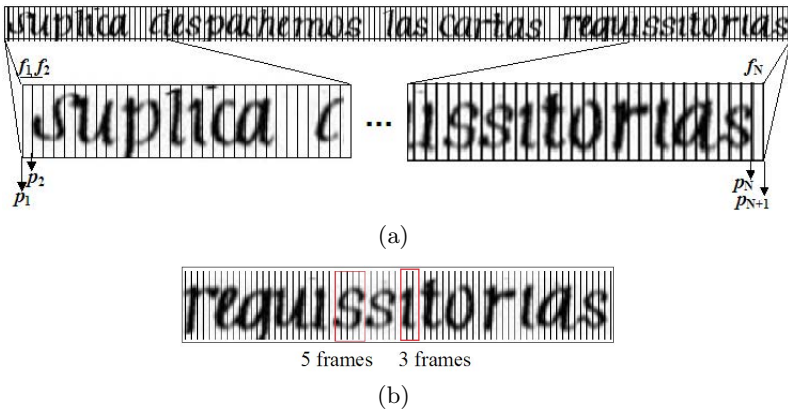 suplica despachemos las cartas requissitorias
f1 f2 fN
suplica c ... issitorias
p1 p2 pN pN+1
(a)
requissitorias
5 frames 3 frames
(b)